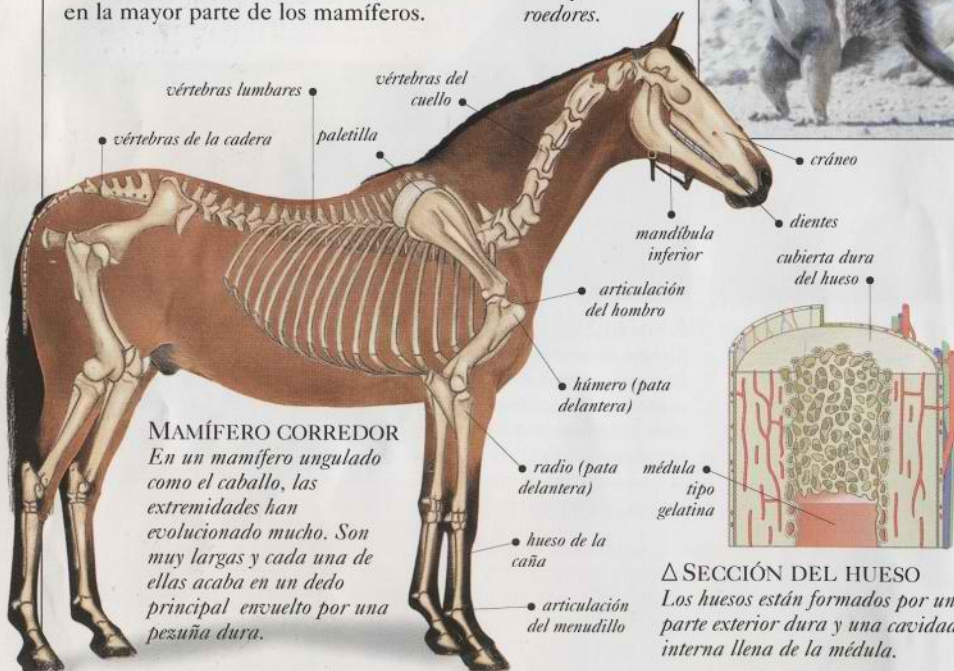 en la mayor parte de los mamíferos.
roedores.
vértebras lumbares
vértebras del
cuello
vértebras de la cadera
paletilla
cráneo
dientes
mandíbula
inferior
cubierta dura
del hueso
articulación
del hombro
húmero (pata
delantera)
radio (pata
delantera)
médula
tipo
gelatina
hueso de la
caña
articulación
del menudillo
MAMÍFERO CORREDOR
En un mamífero ungulado
como el caballo, las
extremidades han
evolucionado mucho. Son
muy largas y cada una de
ellas acaba en un dedo
principal envuelto por una
pezuña dura.
△ SECCIÓN DEL HUESO
Los huesos están formados por un
parte exterior dura y una cavidad
interna llena de la médula.